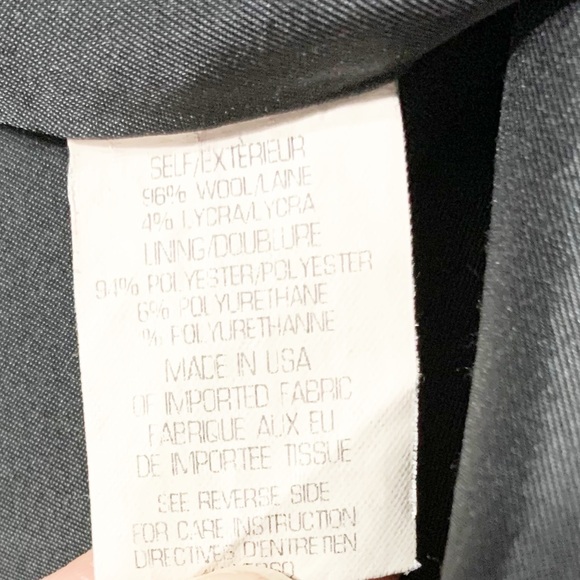 SELF/EXTERIEUR
96% WOOL/LAINE
4% LYCRA/LYCRA
LINING/DOUBLURE
94% POLYESTER/POLYESTER
6% POLYURETHANE
% POLYURETHANNE
MADE IN USA
OF IMPORTED FABRIC
FABRIQUE AUX EU
DE IMPORTEE TISSUE
SEE REVERSE SIDE
FOR CARE INSTRUCTION
DIRECTIVES D'ENTRETIEN